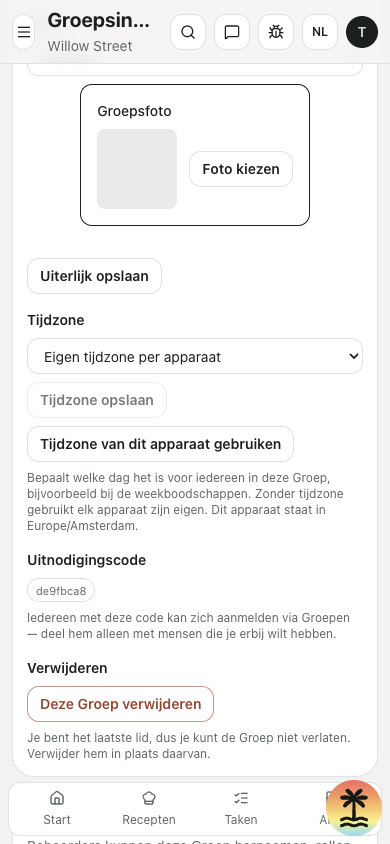 Groepsin...
Willow Street
NL
T
Groepsfoto
Foto kiezen
Uiterlijk opslaan
Tijdzone
Eigen tijdzone per apparaat
Tijdzone opslaan
Tijdzone van dit apparaat gebruiken
Bepaalt welke dag het is voor iedereen in deze Groep,
bijvoorbeeld bij de weekboodschappen. Zonder tijdzone
gebruikt elk apparaat zijn eigen. Dit apparaat staat in
Europe/Amsterdam.
Uitnodigingscode
de9fbca8
Iedereen met deze code kan zich aanmelden via Groepen
— deel hem alleen met mensen die je erbij wilt hebben.
Verwijderen
Deze Groep verwijderen
Je bent het laatste lid, dus je kunt de Groep niet verlaten.
Verwijder hem in plaats daarvan.
Start
Recepten
Taken